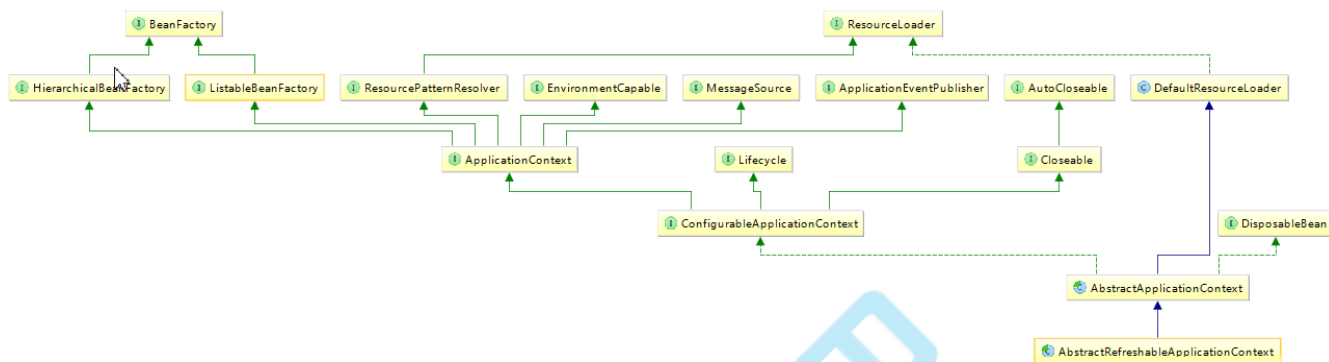 BeanFactory
ResourceLoader
HierarchicalBeanFactory
ListableBeanFactory
ResourcePatternResolver
EnvironmentCapable
MessageSource
ApplicationEventPublisher
AutoCloseable
DefaultResourceLoader
ApplicationContext
Lifecycle
Closeable
ConfigurableApplicationContext
DisposableBean
AbstractApplicationContext
AbstractRefreshableApplicationContext